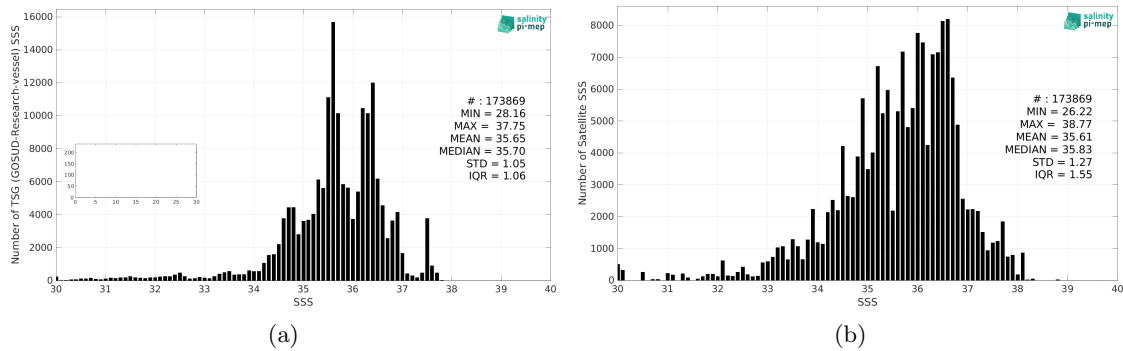 16000
14000
12000
10000
8000
6000
4000
2000
0
Number of TSG (GOSUD-Research-vessel) SSS
salinity
pi-mep
# : 173869
MIN = 28.16
MAX = 37.75
MEAN = 35.65
MEDIAN = 35.70
STD = 1.05
IQR = 1.06
200
150
100
50
0
0 5 10 15 20 25 30
30 31 32 33 34 35 36 37 38 39 40
SSS
(a)
8000
7000
6000
5000
4000
3000
2000
1000
0
Number of Satellite SSS
salinity
pi-mep
# : 173869
MIN = 26.22
MAX = 38.77
MEAN = 35.61
MEDIAN = 35.83
STD = 1.27
IQR = 1.55
30 31 32 33 34 35 36 37 38 39 40
SSS
(b)